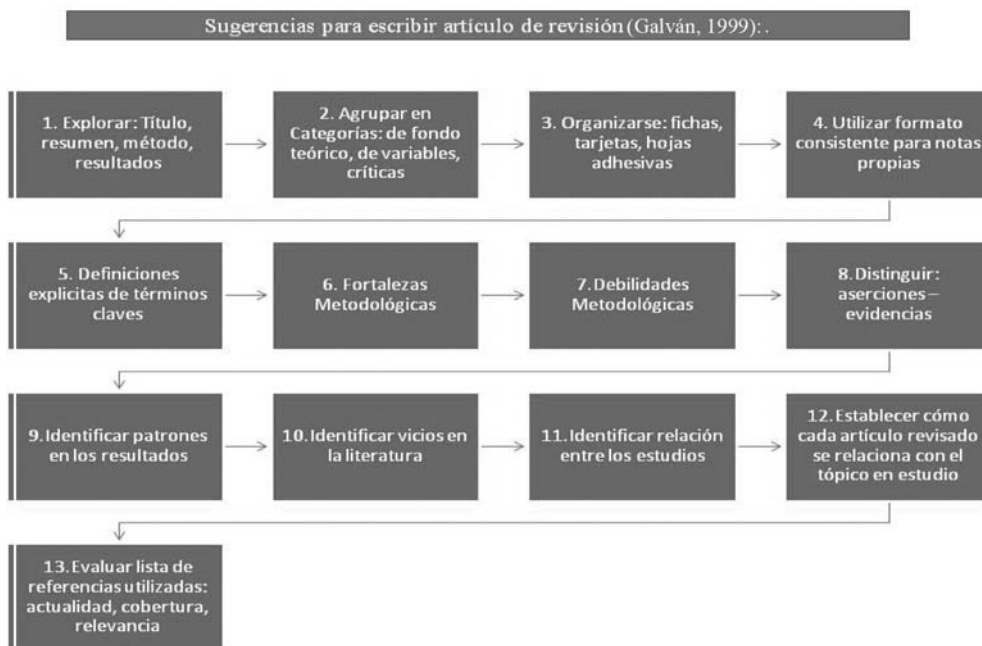 Sugerencias para escribir artículo de revisión (Galván, 1999):.
1. Explorar: Título,
resumen, método,
resultados
2. Agrupar en
Categorías: de fondo
teórico, de variables,
críticas
3. Organizarse: fichas,
tarjetas, hojas
adhesivas
4. Utilizar formato
consistente para notas
propias
5. Definiciones
explicitas de términos
claves
6. Fortalezas
Metodológicas
7. Debilidades
Metodológicas
8. Distinguir:
aserciones –
evidencias
9. Identificar patrones
en los resultados
10. Identificar vicios en
la literatura
11. Identificar relación
entre los estudios
12. Establecer cómo
cada artículo revisado
se relaciona con el
tópico en estudio
13. Evaluar lista de
referencias utilizadas:
actualidad, cobertura,
relevancia